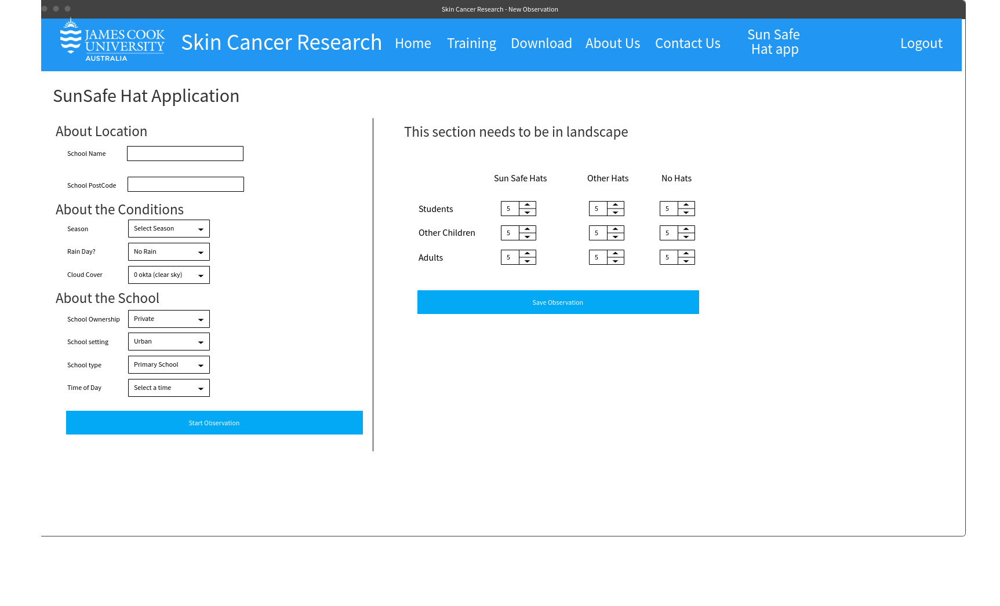 Skin Cancer Research - New Observation
JAMES COOK
UNIVERSITY
AUSTRALIA
Skin Cancer Research
Home
Training
Download
About Us
Contact Us
Sun Safe
Hat app
Logout
SunSafe Hat Application
About Location
School Name
School PostCode
About the Conditions
Season
Select Season
Rain Day?
No Rain
Cloud Cover
0 okta (clear sky)
About the School
School Ownership
Private
School setting
Urban
School type
Primary School
Time of Day
Select a time
Start Observation
This section needs to be in landscape
Sun Safe Hats Other Hats No Hats
Students 5 5 5
Other Children 5 5 5
Adults 5 5 5
Save Observation